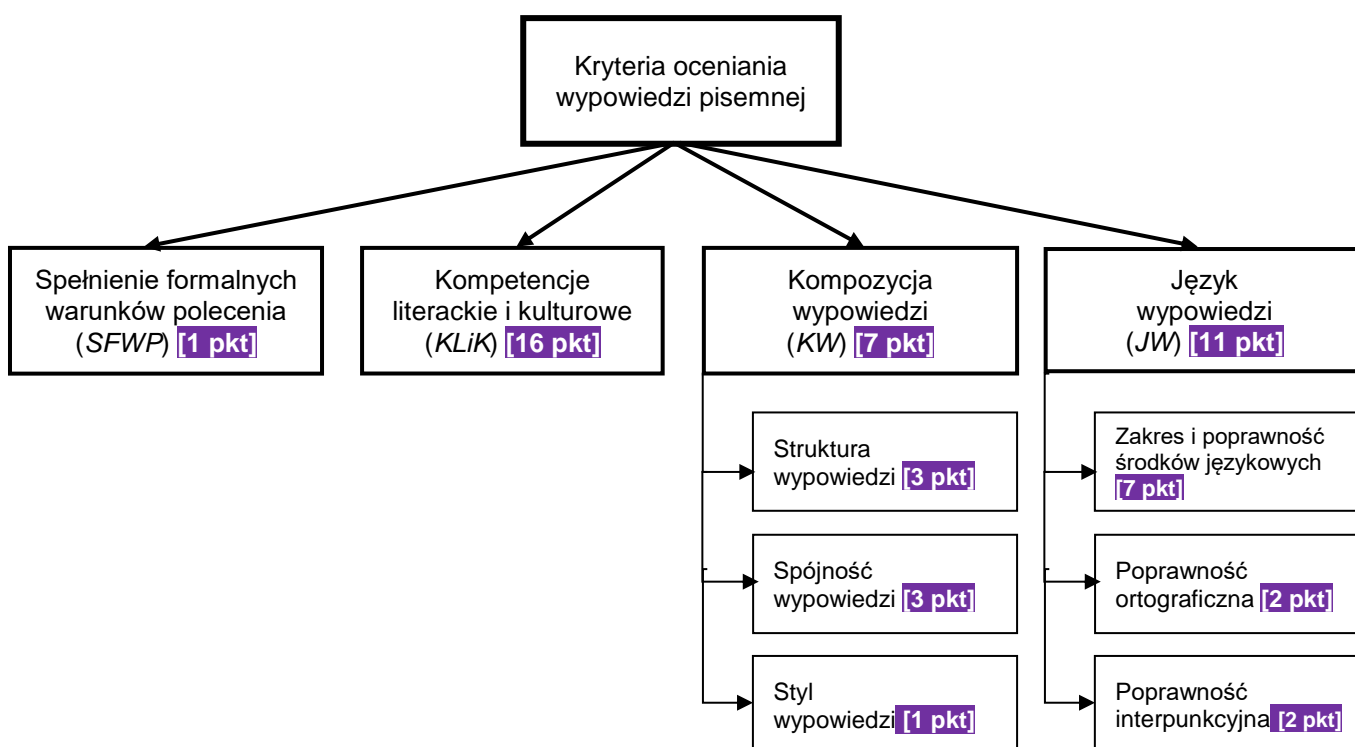 Kryteria oceniania
wypowiedzi pisemnej
Spełnienie formalnych
warunków polecenia
(SFWP) [1 pkt]
Kompetencje
literackie i kulturowe
(KLiK) [16 pkt]
Kompozycja
wypowiedzi
(KW) [7 pkt]
Język
wypowiedzi
(JW) [11 pkt]
Struktura
wypowiedzi [3 pkt]
Spójność
wypowiedzi [3 pkt]
Styl
wypowiedzi [1 pkt]
Zakres i poprawność
środków językowych
[7 pkt]
Poprawność
ortograficzna [2 pkt]
Poprawność
interpunkcyjna [2 pkt]